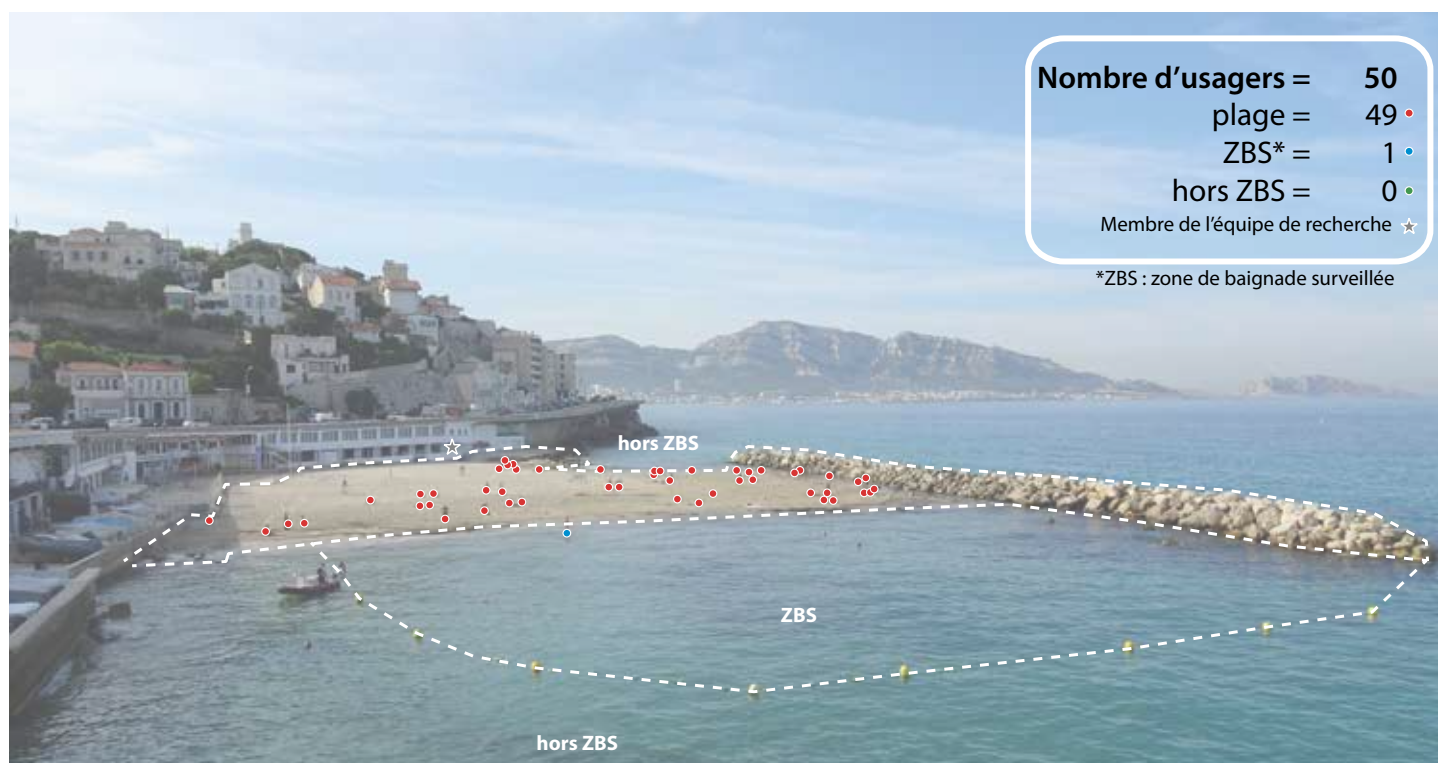 Nombre d'usagers = 50
plage = 49
ZBS* = 1
hors ZBS = 0
Membre de l'équipe de recherche
*ZBS : zone de baignade surveillée
hors ZBS
ZBS
hors ZBS